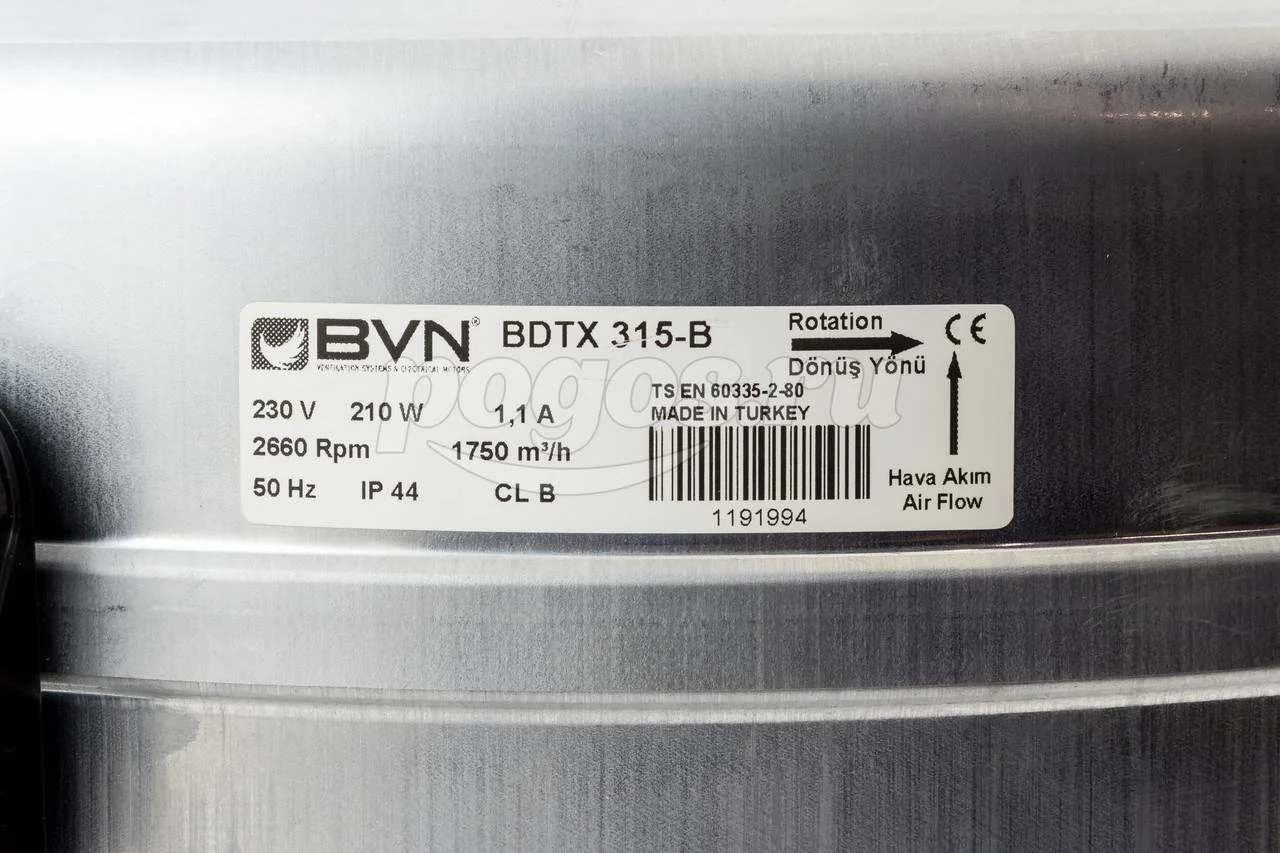 BVN® BDTX 315-B
VENTILATION SYSTEMS & ELECTRICAL MOTORS
230 V 210 W 1,1 A
2660 Rpm 1750 m³/h
50 Hz IP 44 CL B
TS EN 60335-2-80
MADE IN TURKEY
1191994
Rotation
Dönüş Yönü
CE
Hava Akım
Air Flow
pogos.ru